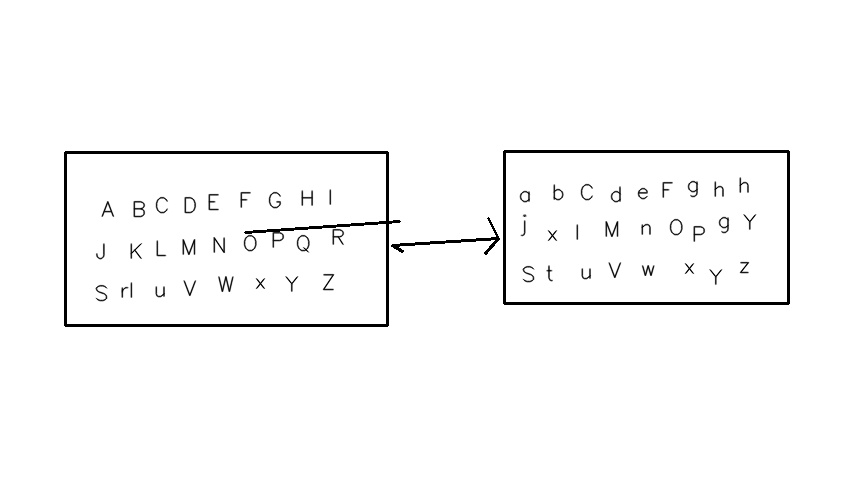 A B C D E F G H I
J K L M N O P Q R
S rl u V W x Y Z
a b C d e F g h h
j x l M n O p g Y
S t u V w x Y z